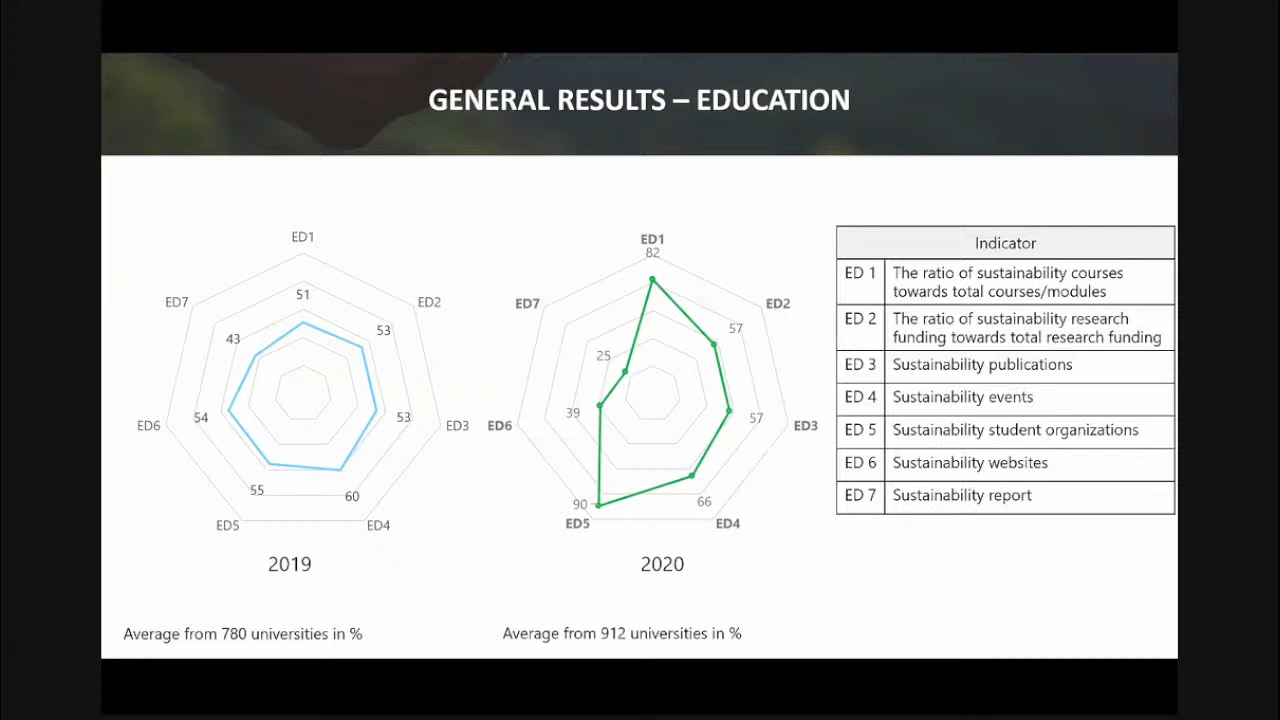 GENERAL RESULTS – EDUCATION
ED1
51
ED7
ED2
43
53
54
53
ED6
ED3
55
60
ED5
ED4
2019
Average from 780 universities in %
ED1
82
ED7
ED2
57
25
39
57
ED6
ED3
90
66
ED5
ED4
2020
Average from 912 universities in %
Indicator
ED 1 The ratio of sustainability courses
towards total courses/modules
ED 2 The ratio of sustainability research
funding towards total research funding
ED 3 Sustainability publications
ED 4 Sustainability events
ED 5 Sustainability student organizations
ED 6 Sustainability websites
ED 7 Sustainability report